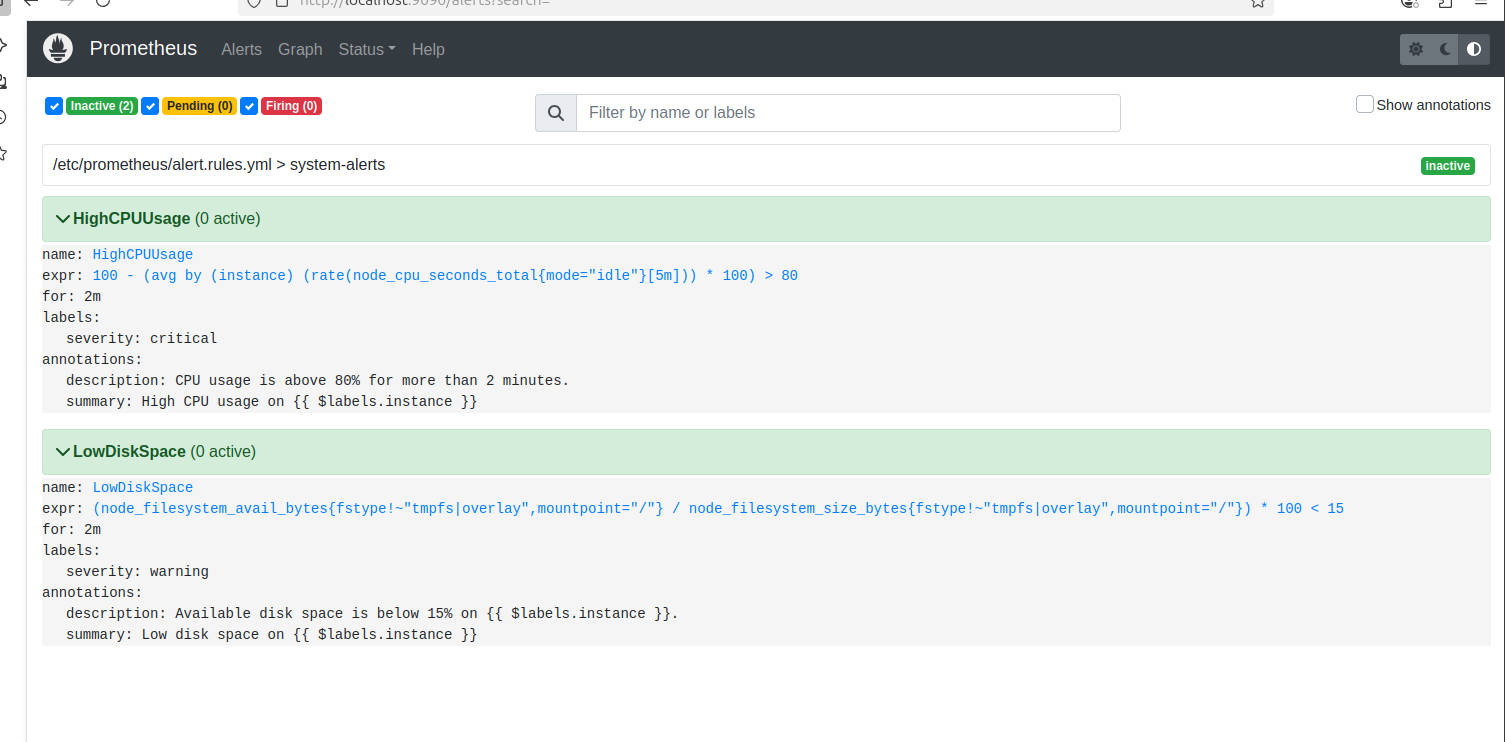 http://localhost:9090/alerts?search=
Prometheus Alerts Graph Status Help
Inactive (2) Pending (0) Firing (0)
Filter by name or labels
Show annotations
/etc/prometheus/alert.rules.yml > system-alerts
inactive
HighCPUUsage (0 active)
name: HighCPUUsage
expr: 100 - (avg by (instance) (rate(node_cpu_seconds_total{mode="idle"}[5m])) * 100) > 80
for: 2m
labels:
severity: critical
annotations:
description: CPU usage is above 80% for more than 2 minutes.
summary: High CPU usage on {{ $labels.instance }}
LowDiskSpace (0 active)
name: LowDiskSpace
expr: (node_filesystem_avail_bytes{fstype!~"tmpfs|overlay",mountpoint="/"} / node_filesystem_size_bytes{fstype!~"tmpfs|overlay",mountpoint="/"}) * 100 < 15
for: 2m
labels:
severity: warning
annotations:
description: Available disk space is below 15% on {{ $labels.instance }}.
summary: Low disk space on {{ $labels.instance }}